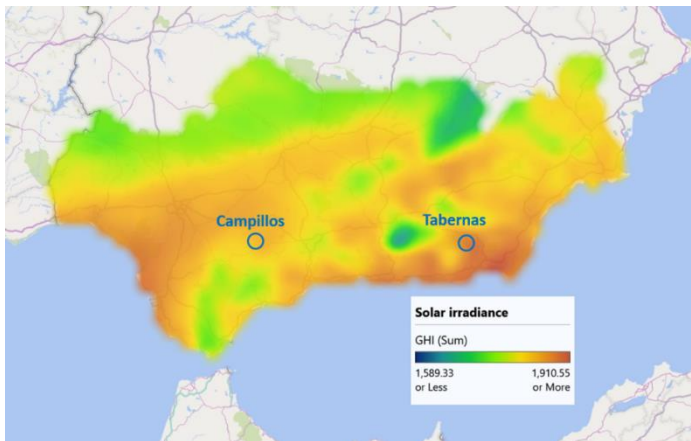 Campillos
Tabernas
Solar irradiance
GHI (Sum)
1,589.33 1,910.55
or Less or More